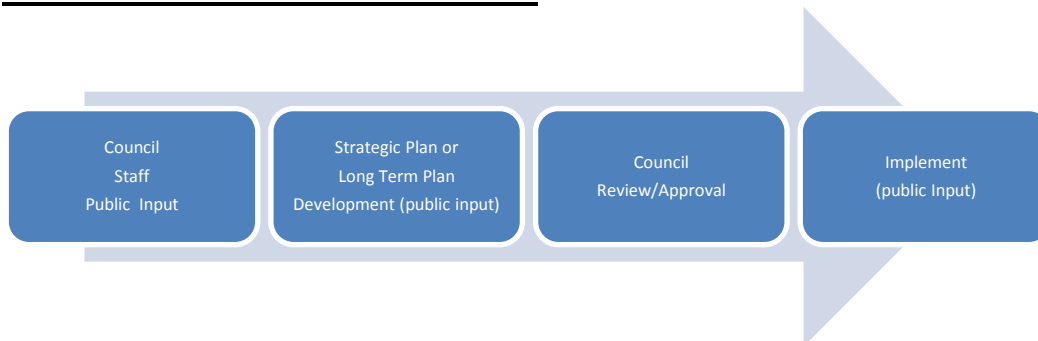 Council
Staff
Public Input
Strategic Plan or
Long Term Plan
Development (public input)
Council
Review/Approval
Implement
(public Input)